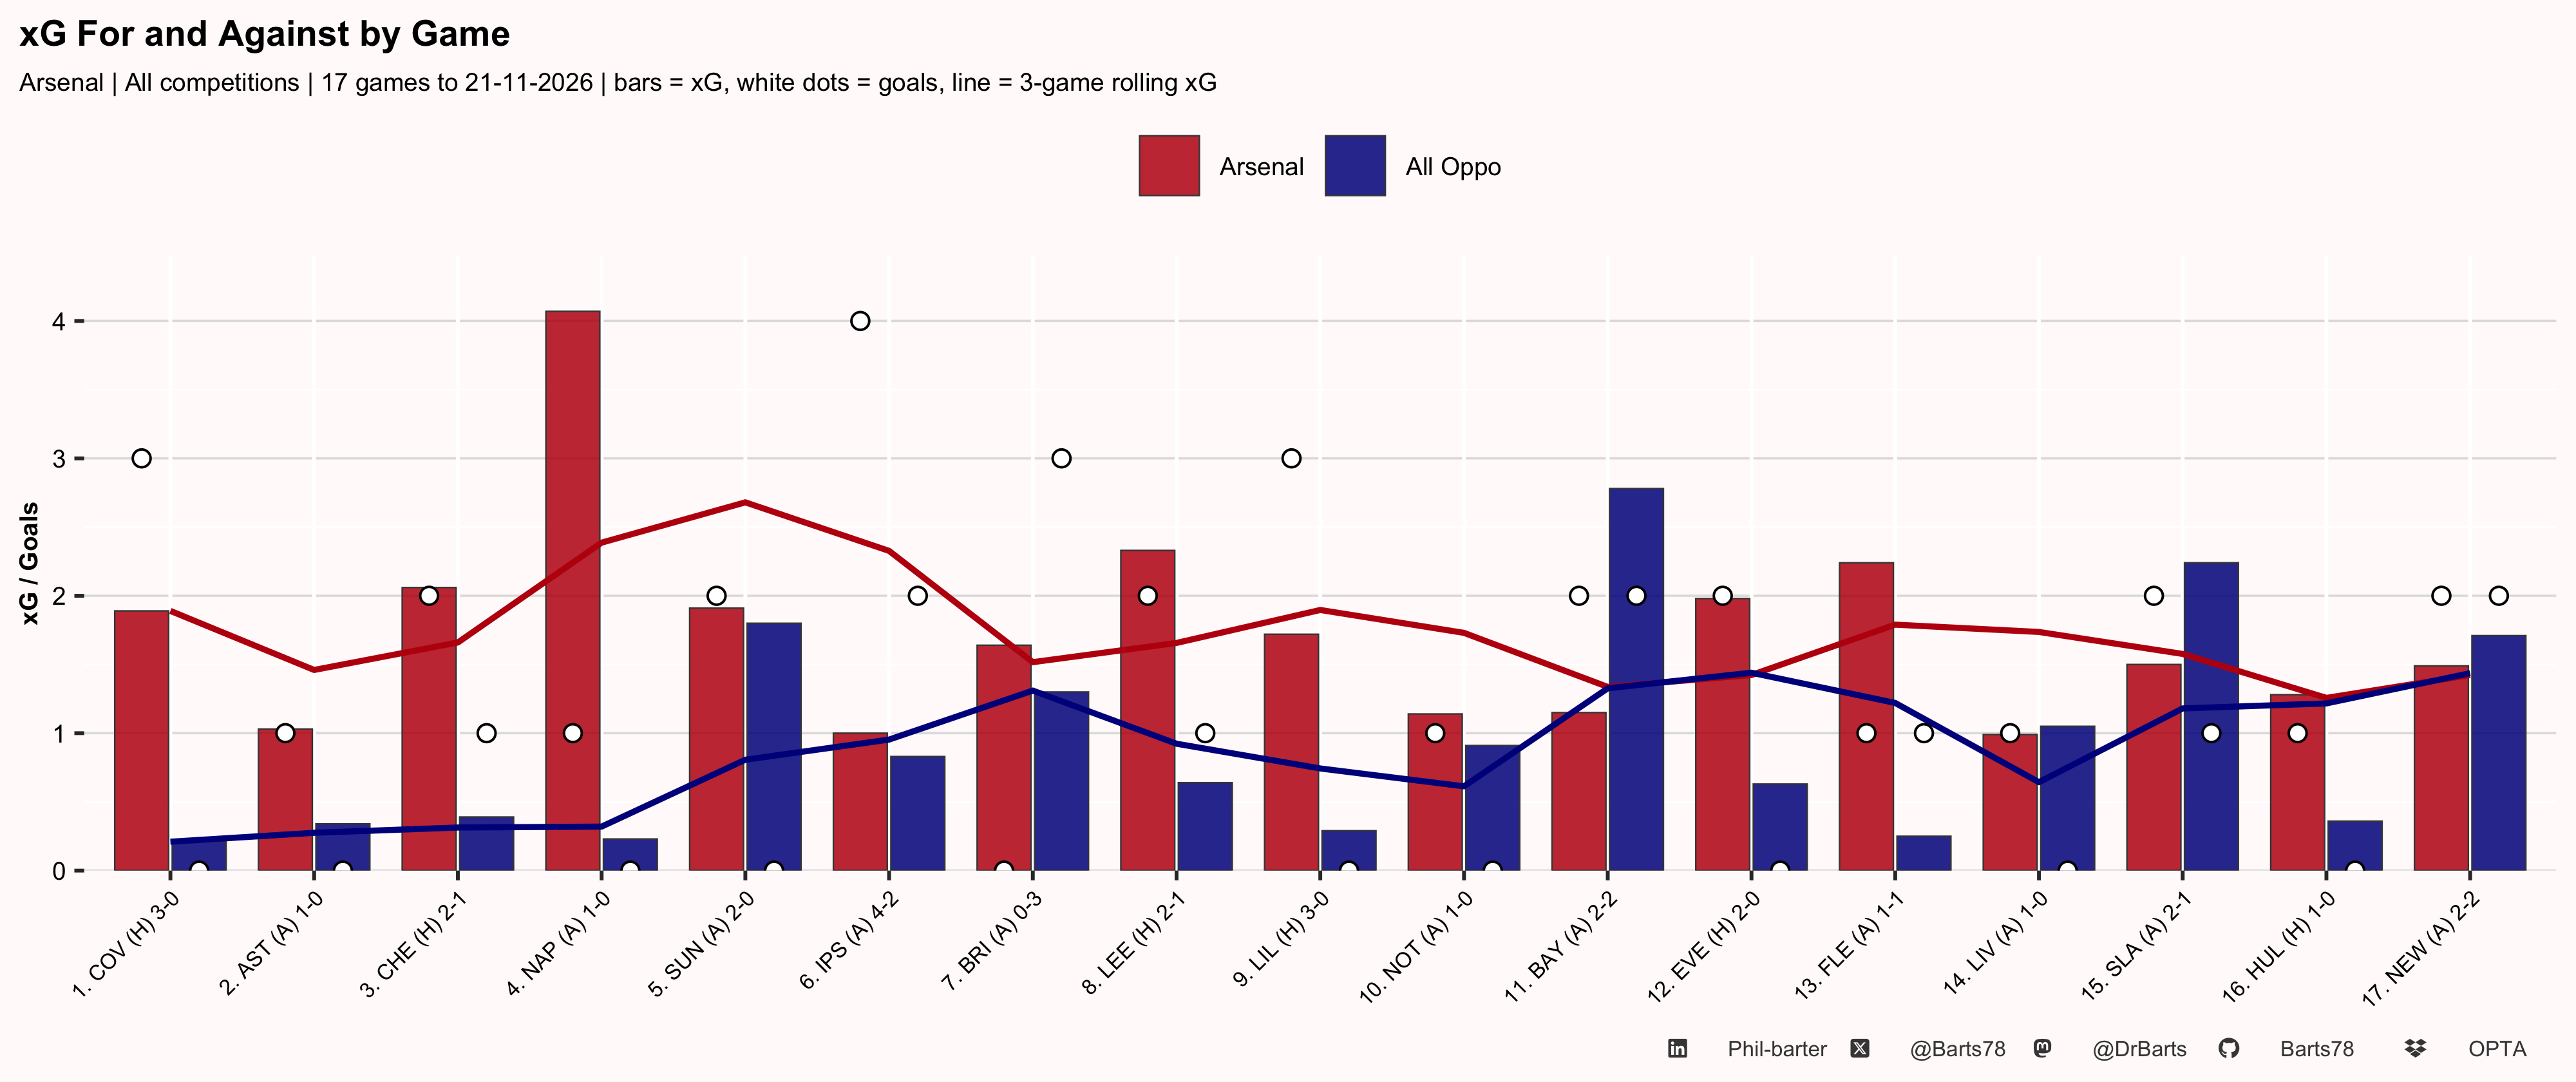 xG For and Against by Game
Arsenal | All competitions | 17 games to 21-11-2026 | bars = xG, white dots = goals, line = 3-game rolling xG
Arsenal
All Oppo
xG / Goals
4
3
2
1
0
1. COV (H) 3-0
2. AST (A) 1-0
3. CHE (H) 2-1
4. NAP (A) 1-0
5. SUN (A) 2-0
6. IPS (A) 4-2
7. BRI (A) 0-3
8. LEE (H) 2-1
9. LIL (H) 3-0
10. NOT (A) 1-0
11. BAY (A) 2-2
12. EVE (H) 2-0
13. FLE (A) 1-1
14. LIV (A) 1-0
15. SLA (A) 2-1
16. HUL (H) 1-0
17. NEW (A) 2-2
Phil-barter @Barts78 @DrBarts Barts78 OPTA